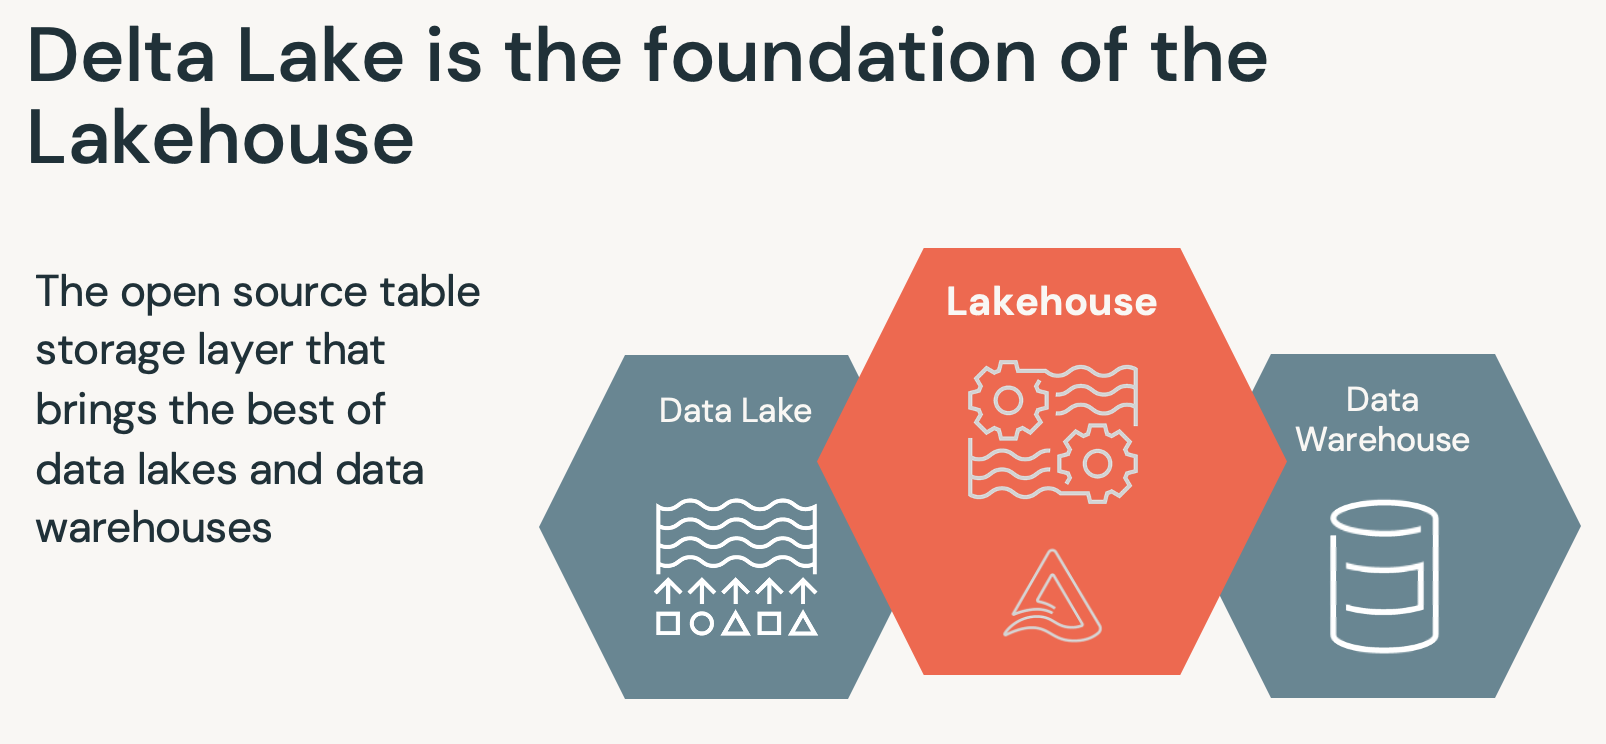 Delta Lake is the foundation of the
Lakehouse
The open source table
storage layer that
brings the best of
data lakes and data
warehouses
Data Lake
Lakehouse
Data
Warehouse